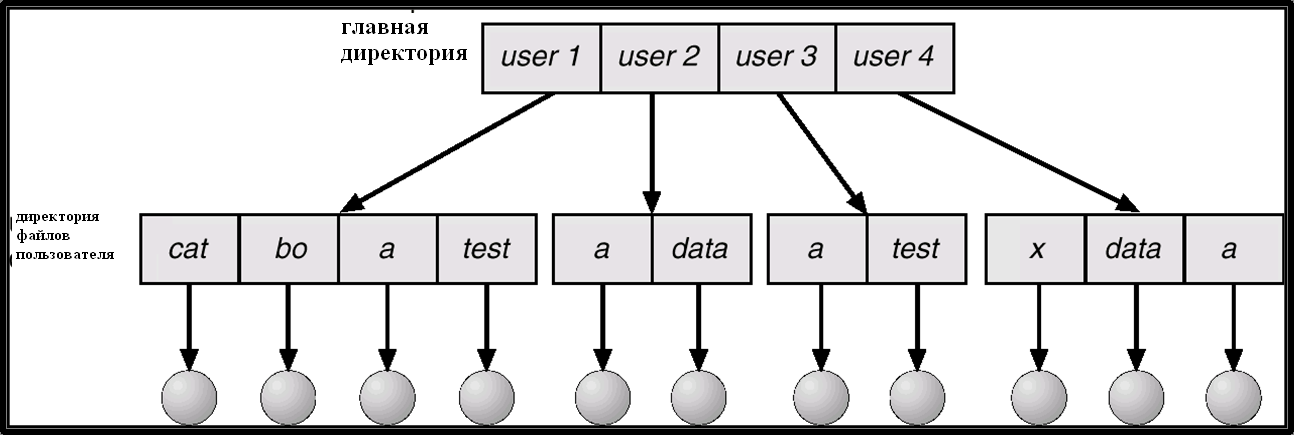 главная
директория
user 1 user 2 user 3 user 4
директория
файлов
пользователя
cat bo a test a data a test x data a